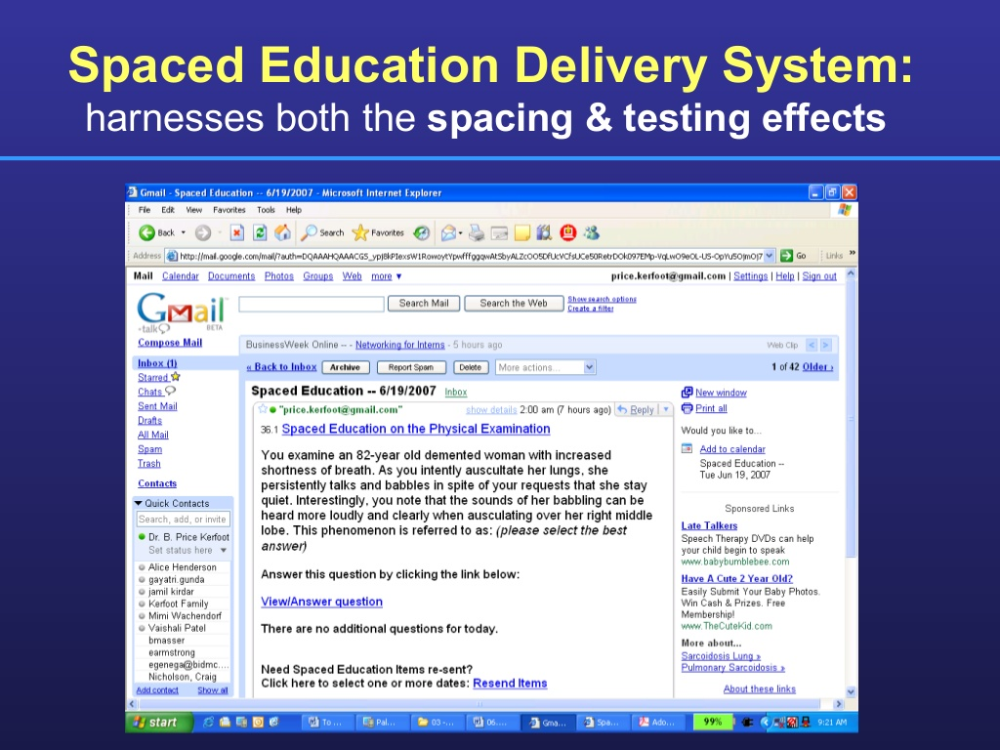 Spaced Education Delivery System:
harnesses both the spacing & testing effects
Gmail - Spaced Education -- 6/19/2007 - Microsoft Internet Explorer
File Edit View Favorites Tools Help
Back Search Favorites
Address Go Links »
Mail Calendar Documents Photos Groups Web more ▼
price.kerfoot@gmail.com | Settings | Help | Sign out
Gmail
BETA
+talk
Search Mail Search the Web
Show search options
Create a filter
Compose Mail
Inbox (1)
Starred
Chats
Sent Mail
Drafts
All Mail
Spam
Trash
Contacts
Quick Contacts
Search, add, or invite
Dr. B. Price Kerfoot
Set status here ▼
Alice Henderson
gayatri.gunda
jamil kirdar
Kerfoot Family
Mimi Wachendorf
Vaishali Patel
bmasser
earmstrong
egenega@bidmc....
Nicholson, Craig
Add contact Show all
BusinessWeek Online -- - Networking for Interns - 5 hours ago
Web Clip < >
« Back to Inbox Archive Report Spam Delete More actions...
1 of 42 Older ›
Spaced Education -- 6/19/2007 Inbox
"price.kerfoot@gmail.com" show details 2:00 am (7 hours ago) Reply
36.1 Spaced Education on the Physical Examination
You examine an 82-year old demented woman with increased
shortness of breath. As you intently auscultate her lungs, she
persistently talks and babbles in spite of your requests that she stay
quiet. Interestingly, you note that the sounds of her babbling can be
heard more loudly and clearly when ausculating over her right middle
lobe. This phenomenon is referred to as: (please select the best
answer)
Answer this question by clicking the link below:
View/Answer question
There are no additional questions for today.
Need Spaced Education Items re-sent?
Click here to select one or more dates: Resend Items
New window
Print all
Would you like to...
Add to calendar
Spaced Education --
Tue Jun 19, 2007
Sponsored Links
Late Talkers
Speech Therapy DVDs can help
your child begin to speak
www.babybumblebee.com
Have A Cute 2 Year Old?
Easily Submit Your Baby Photos.
Win Cash & Prizes. Free
Membership!
www.TheCuteKid.com
More about...
Sarcoidosis Lung »
Pulmonary Sarcoidosis »
About these links
start To ... Pal... 03 -... 06.... Gma... Spa... Ado... 99% 9:21 AM